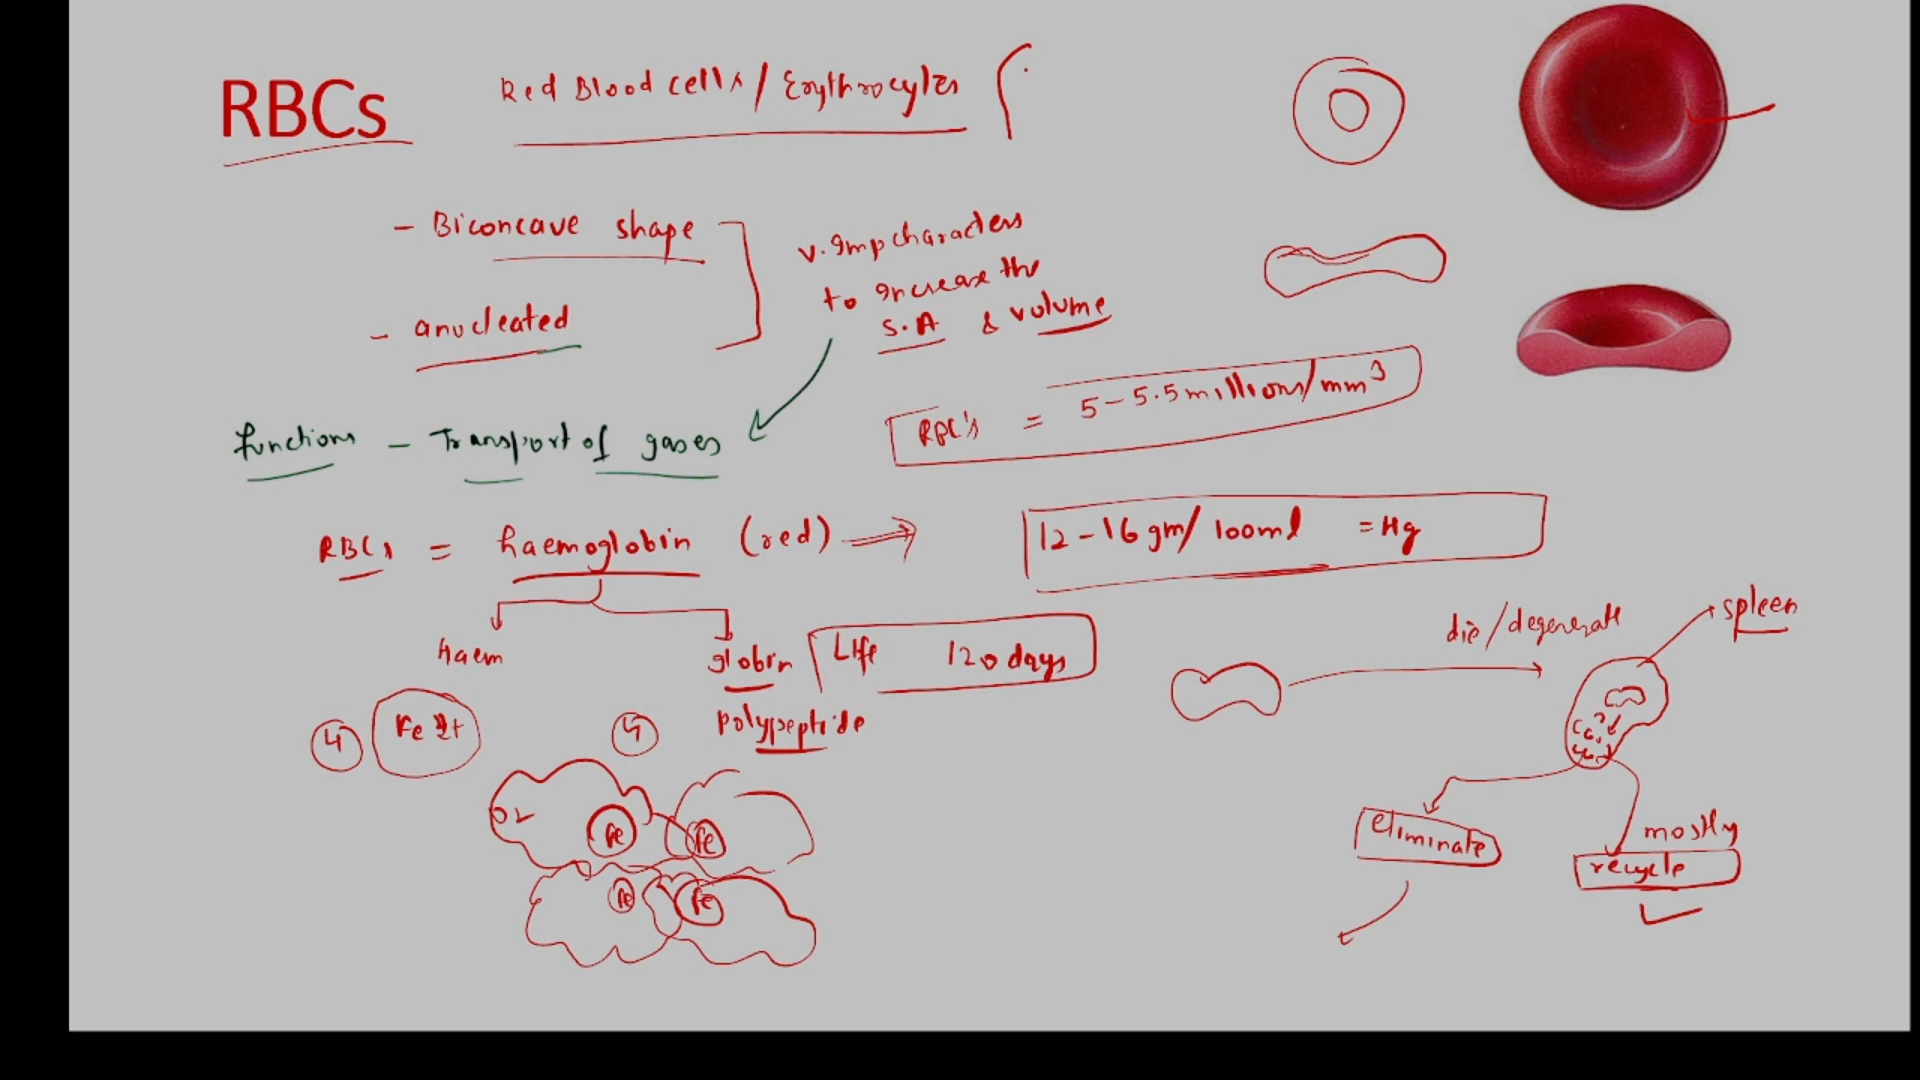 RBCs
Red Blood cells / Erythrocytes (
- Biconcave shape
- anucleated
v. Imp characters
to increase the
S.A & volume
functions - Transport of gases
RBC's = 5-5.5 millions/mm³
RBCs = haemoglobin (red)
12-16 gm/100ml = Hg
haem
globin
polypeptide
Life 120 days
4
Fe 2+
4
O2
Fe
Fe
Fe
Fe
die/degenerate
spleen
eliminate
mostly
recycle